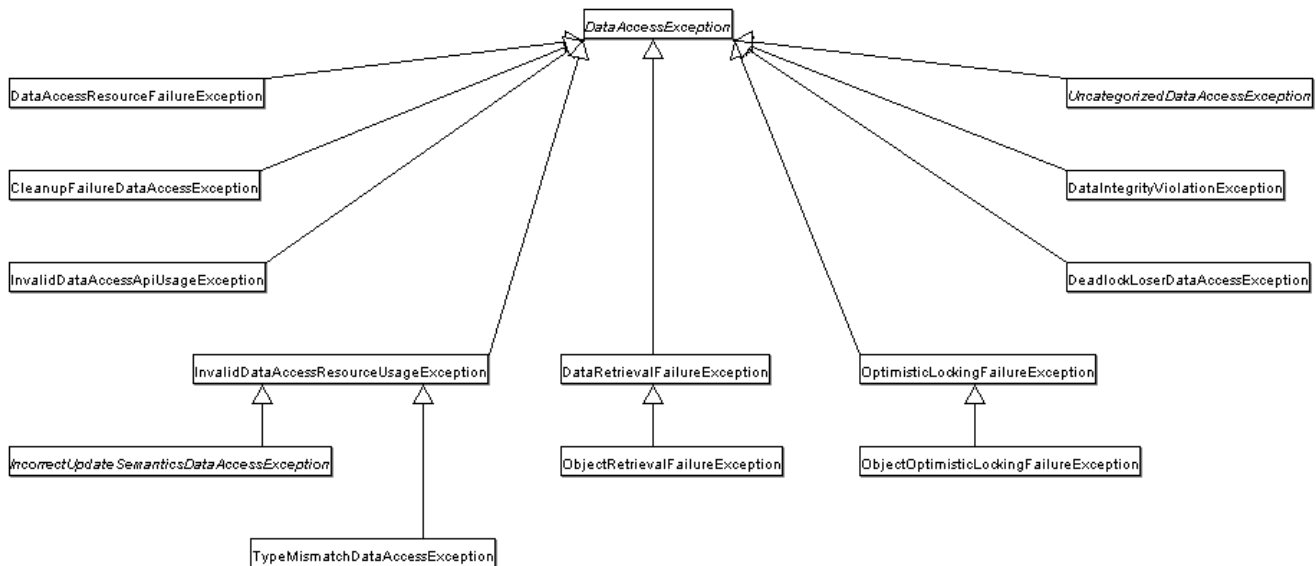 DataAccessException
DataAccessResourceFailureException
UncategorizedDataAccessException
CleanupFailureDataAccessException
DataIntegrityViolationException
InvalidDataAccessApiUsageException
DeadlockLoserDataAccessException
InvalidDataAccessResourceUsageException
DataRetrievalFailureException
OptimisticLockingFailureException
IncorrectUpdateSemanticsDataAccessException
ObjectRetrievalFailureException
ObjectOptimisticLockingFailureException
TypeMismatchDataAccessException